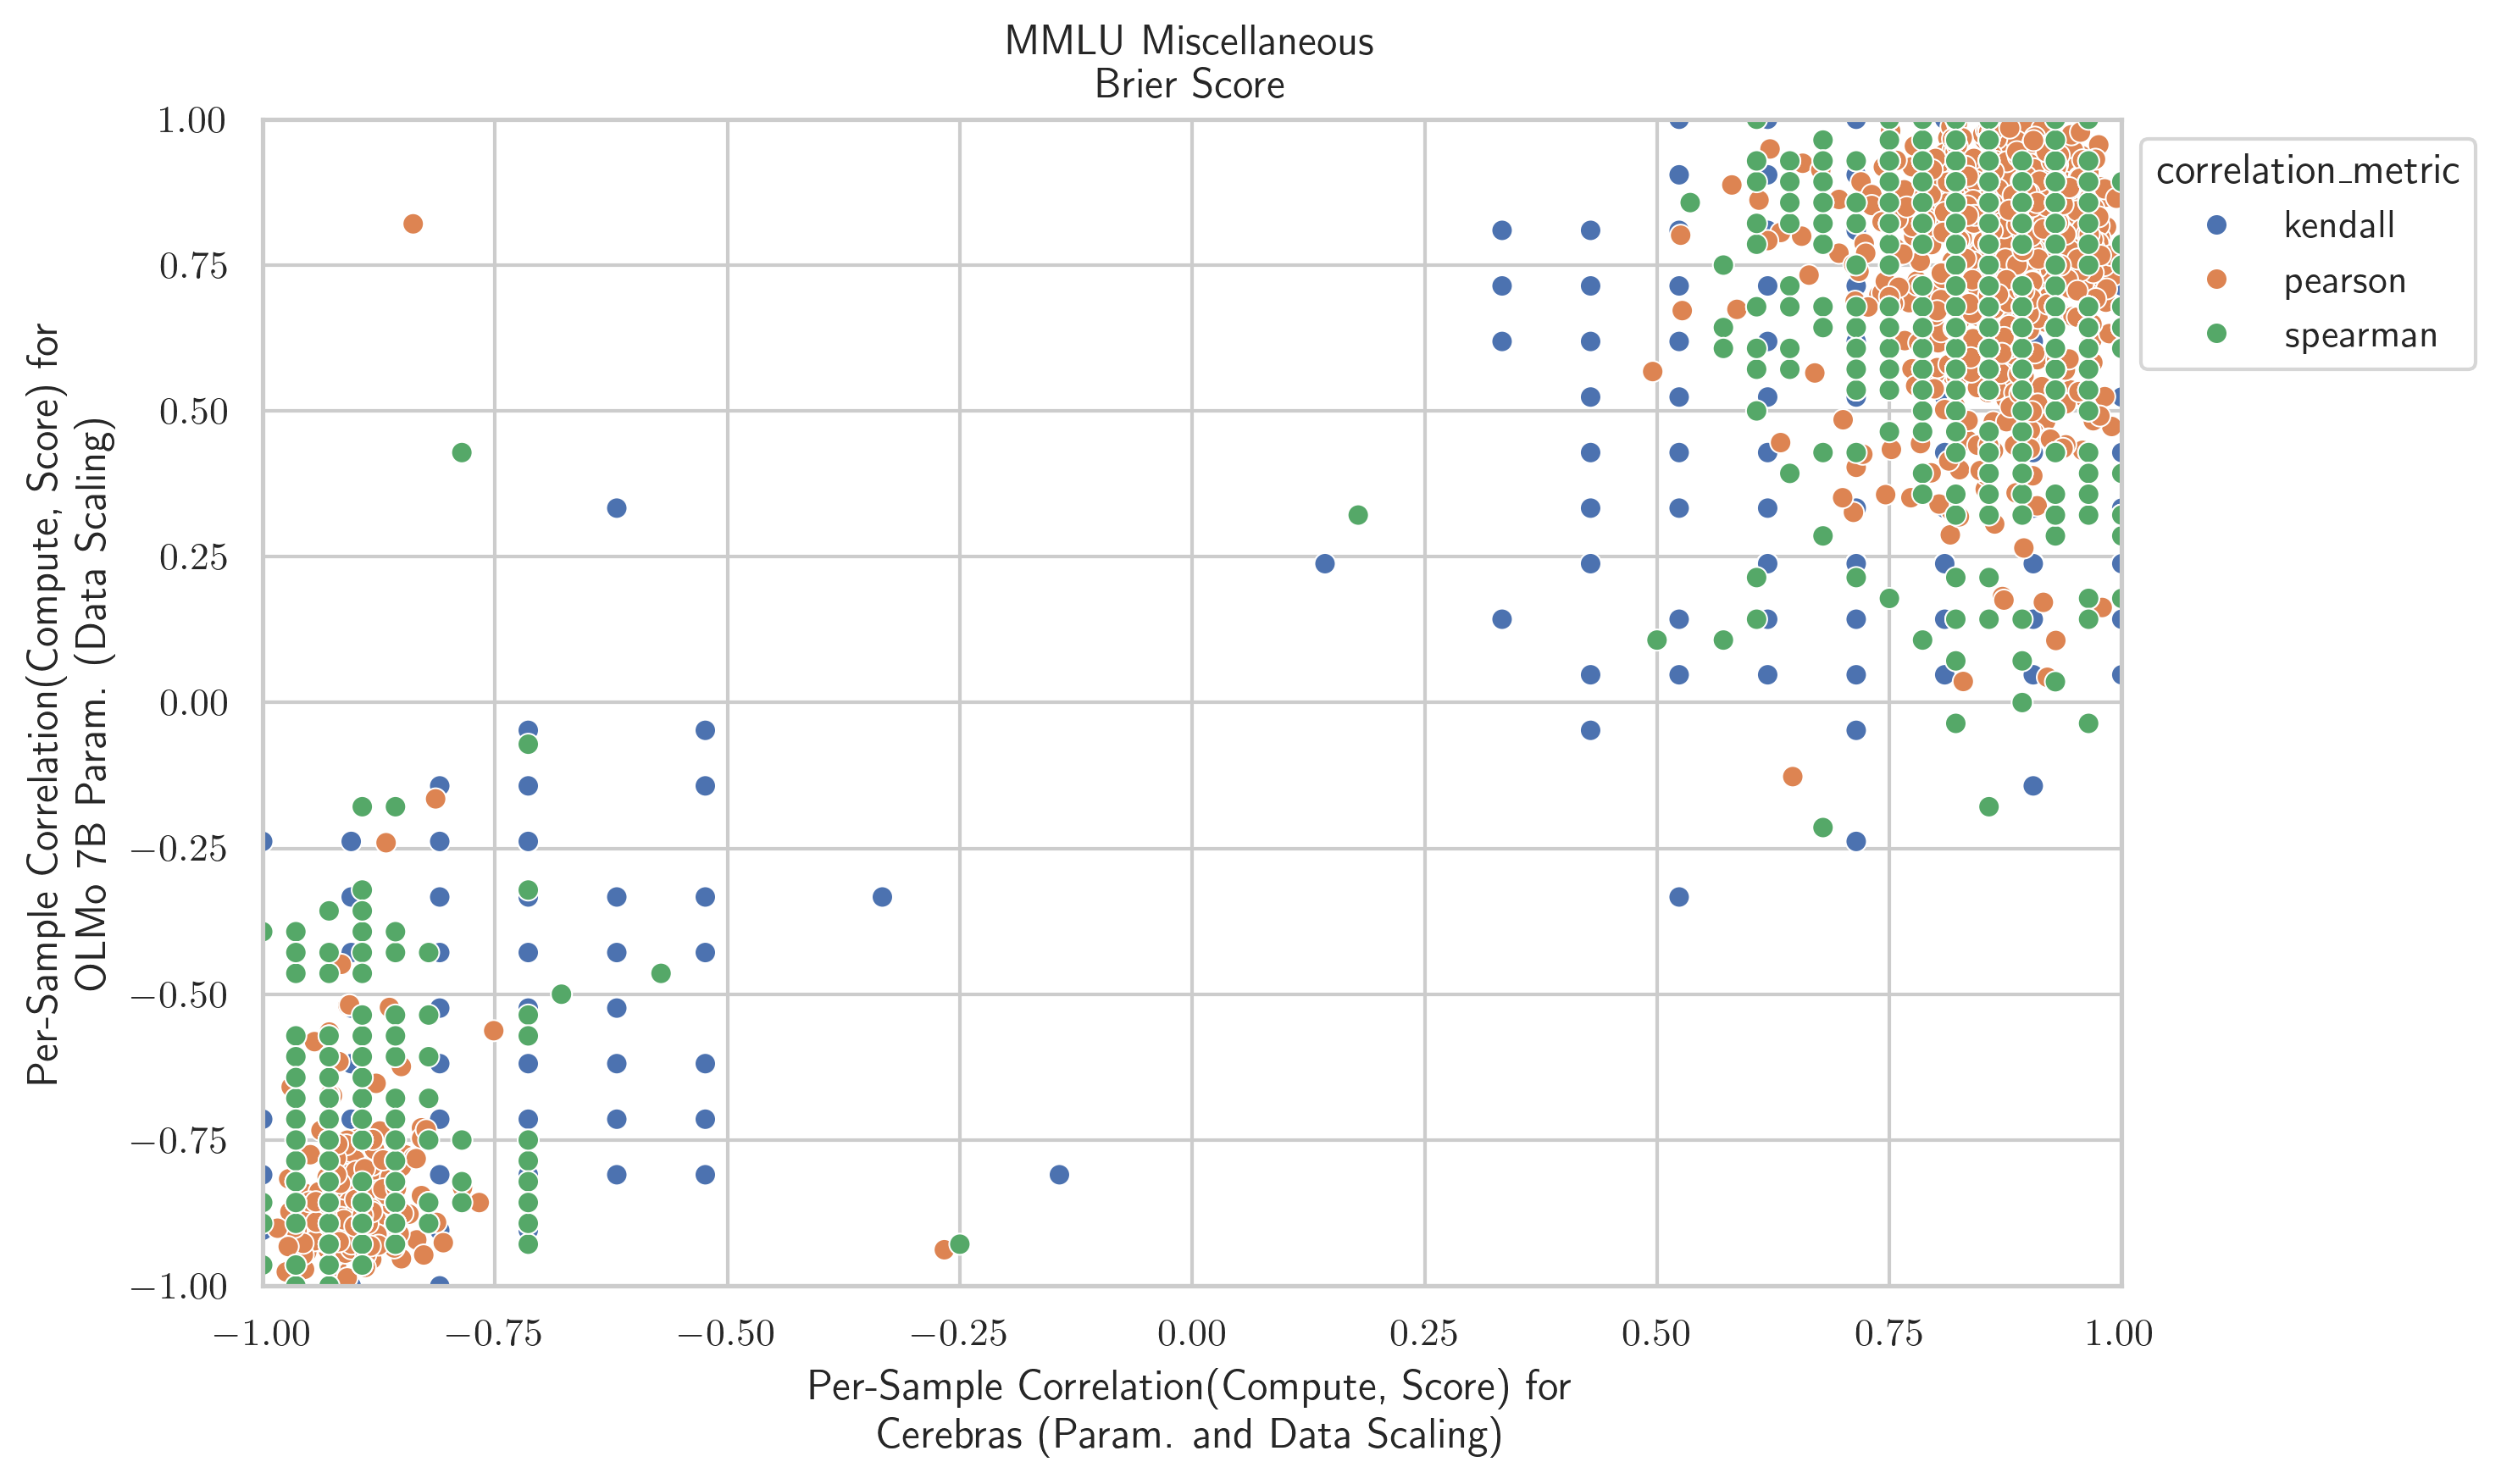 MMLU Miscellaneous
Brier Score
Per-Sample Correlation(Compute, Score) for
OLMo 7B Param. (Data Scaling)
1.00
0.75
0.50
0.25
0.00
−0.25
−0.50
−0.75
−1.00
−1.00 −0.75 −0.50 −0.25 0.00 0.25 0.50 0.75 1.00
Per-Sample Correlation(Compute, Score) for
Cerebras (Param. and Data Scaling)
correlation_metric
kendall
pearson
spearman